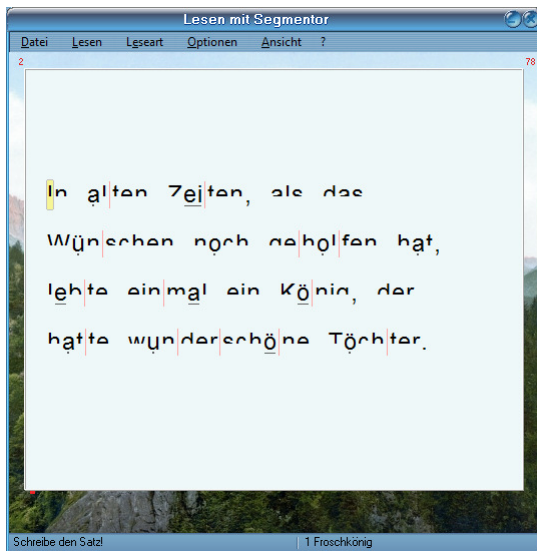 Lesen mit Segmentor
Datei Lesen Leseart Optionen Ansicht ?
2 78
In alten Zeiten, als das
Wünschen noch geholfen hat,
lebte einmal ein König, der
hatte wunderschöne Töchter.
Schreibe den Satz! 1 Froschkönig